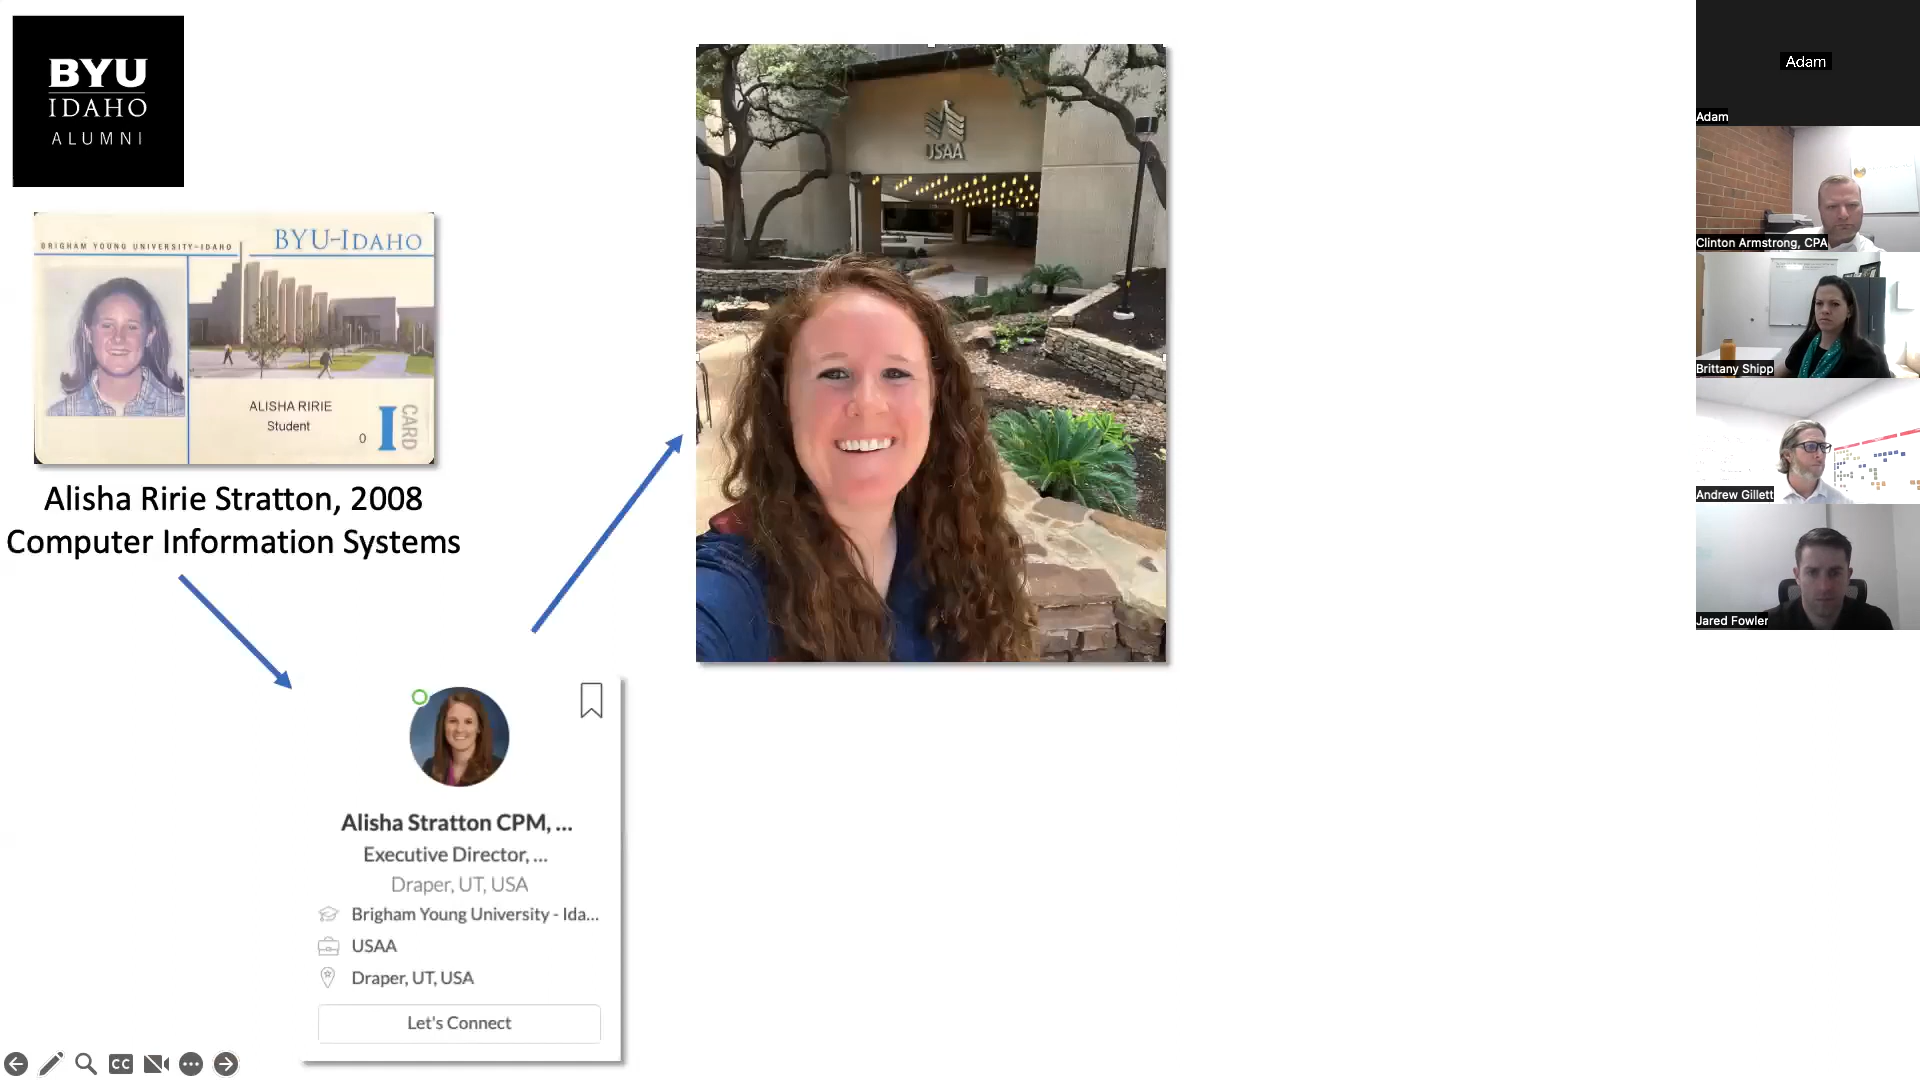 BYU
IDAHO
ALUMNI
BRIGHAM YOUNG UNIVERSITY-IDAHO
BYU-IDAHO
ALISHA RIRIE
Student
0
I
CARD
Alisha Ririe Stratton, 2008
Computer Information Systems
Alisha Stratton CPM, ...
Executive Director, ...
Draper, UT, USA
Brigham Young University - Ida...
USAA
Draper, UT, USA
Let's Connect
USAA
Adam
Adam
Clinton Armstrong, CPA
Brittany Shipp
Andrew Gillett
Jared Fowler
CC